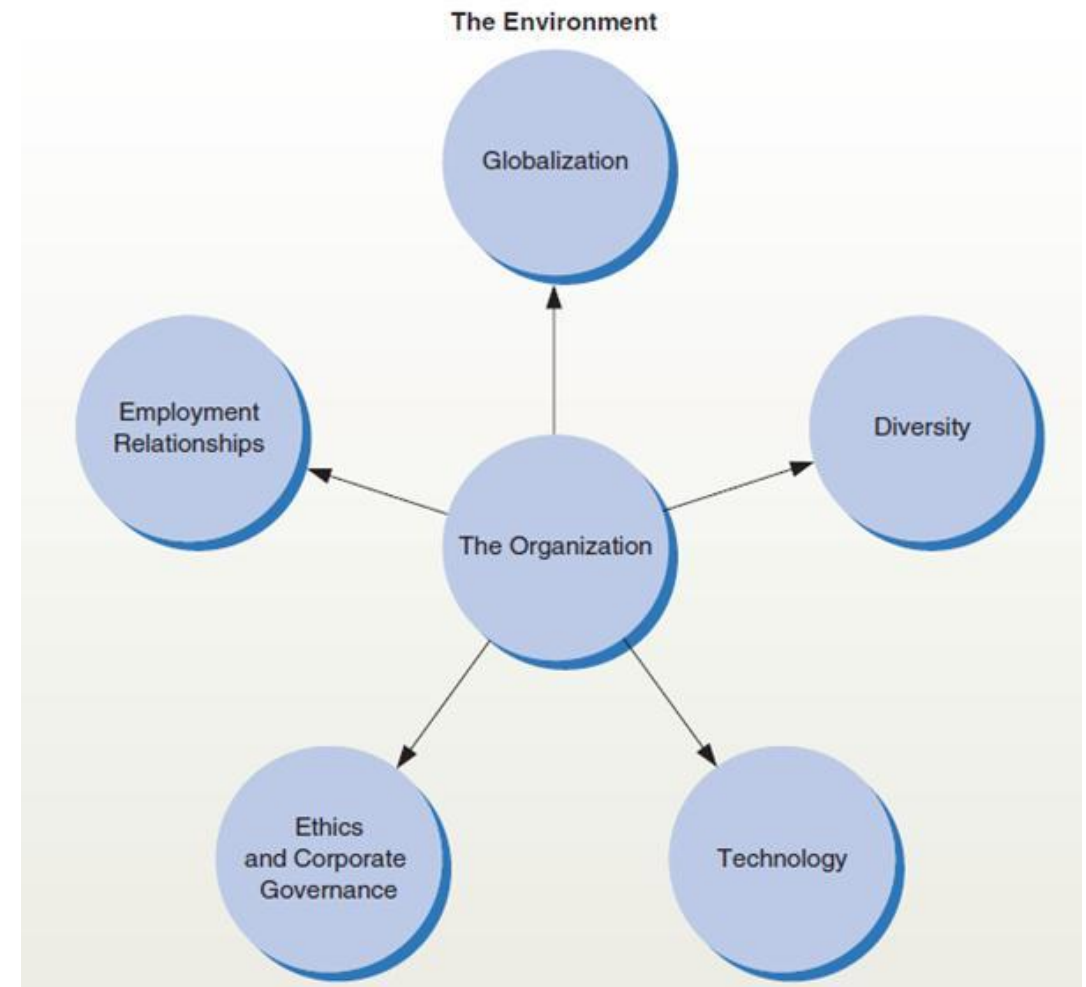 The Environment
Globalization
Employment
Relationships
Diversity
The Organization
Ethics
and Corporate
Governance
Technology